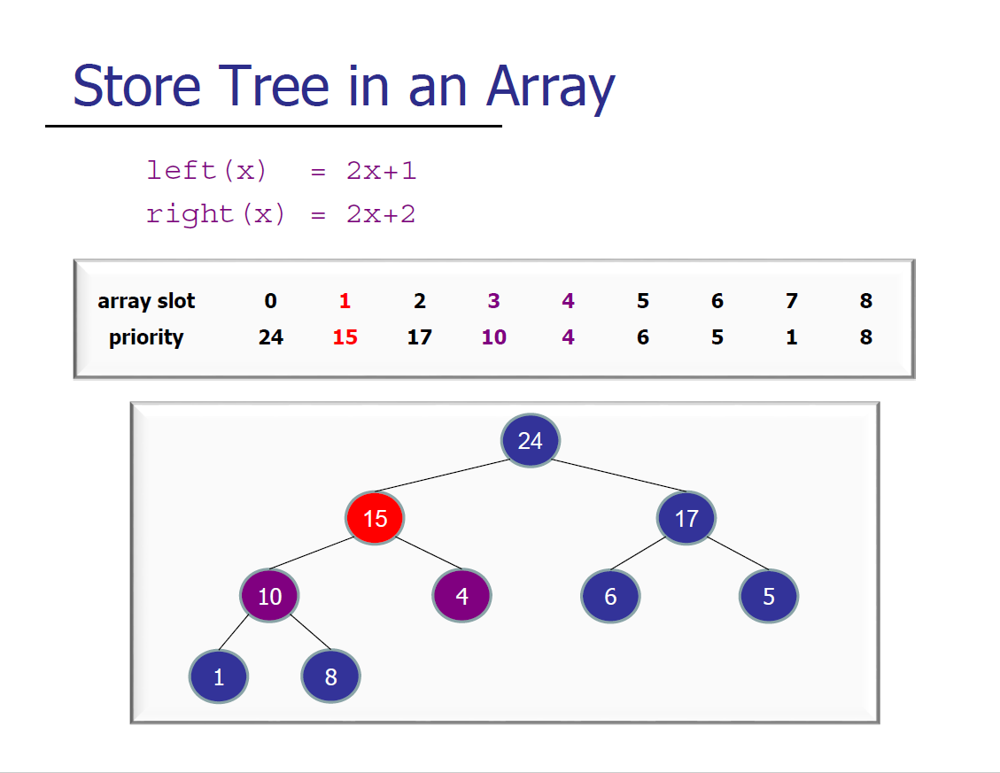 Store Tree in an Array
left(x) = 2x+1
right(x) = 2x+2
array slot 0 1 2 3 4 5 6 7 8
priority 24 15 17 10 4 6 5 1 8
24
15 17
10 4 6 5
1 8